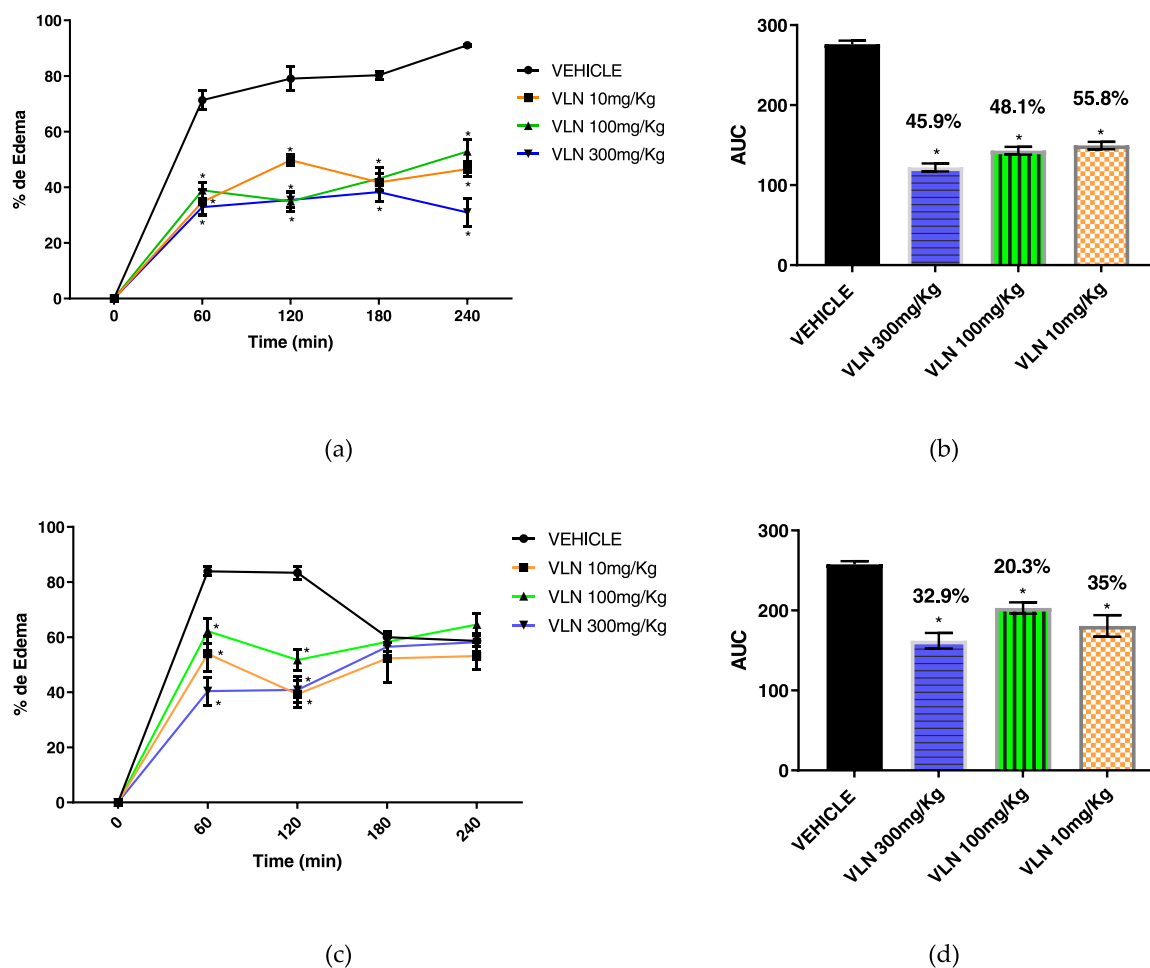 100
80
60
40
20
0
% de Edema
0
60
120
180
240
Time (min)
VEHICLE
VLN 10mg/Kg
VLN 100mg/Kg
VLN 300mg/Kg
*
*
*
*
*
*
*
*
*
*
*
(a)
300
200
100
0
AUC
45.9%
48.1%
55.8%
*
*
*
VEHICLE
VLN 300mg/Kg
VLN 100mg/Kg
VLN 10mg/Kg
(b)
100
80
60
40
20
0
% de Edema
0
60
120
180
240
Time (min)
VEHICLE
VLN 10mg/Kg
VLN 100mg/Kg
VLN 300mg/Kg
*
*
*
*
*
*
(c)
300
200
100
0
AUC
32.9%
20.3%
35%
*
*
*
VEHICLE
VLN 300mg/Kg
VLN 100mg/Kg
VLN 10mg/Kg
(d)